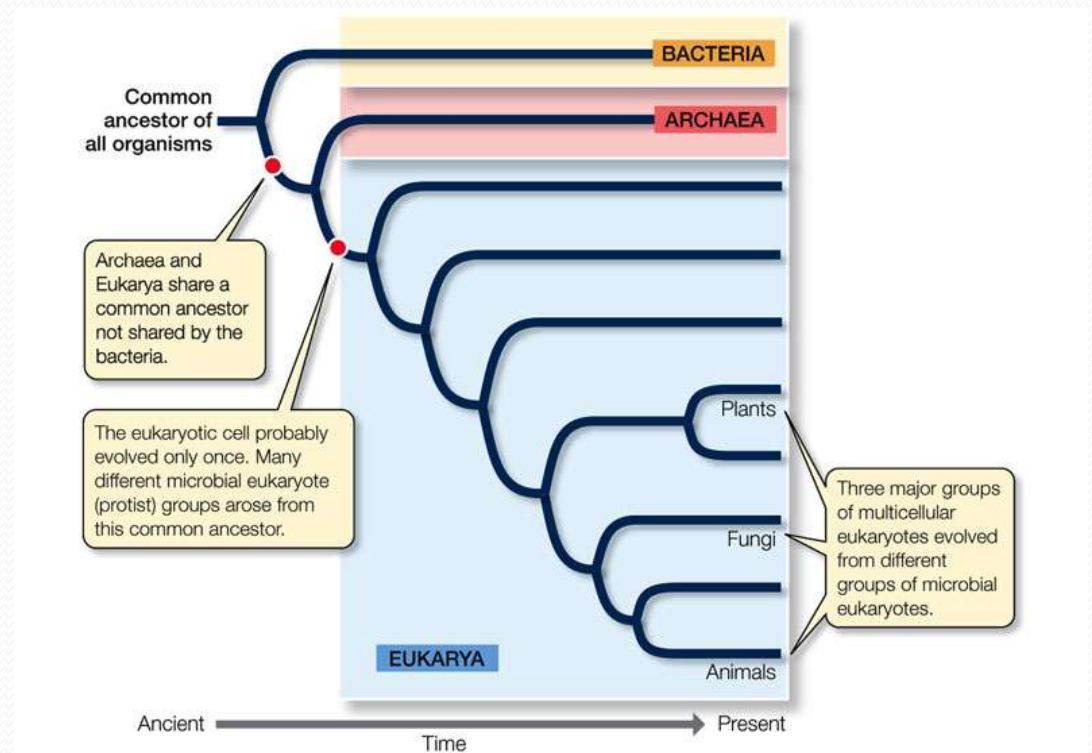 BACTERIA
Common
ancestor of
all organisms
ARCHAEA
Archaea and
Eukarya share a
common ancestor
not shared by the
bacteria.
The eukaryotic cell probably
evolved only once. Many
different microbial eukaryote
(protist) groups arose from
this common ancestor.
Plants
Fungi
Animals
Three major groups
of multicellular
eukaryotes evolved
from different
groups of microbial
eukaryotes.
EUKARYA
Ancient
Present
Time